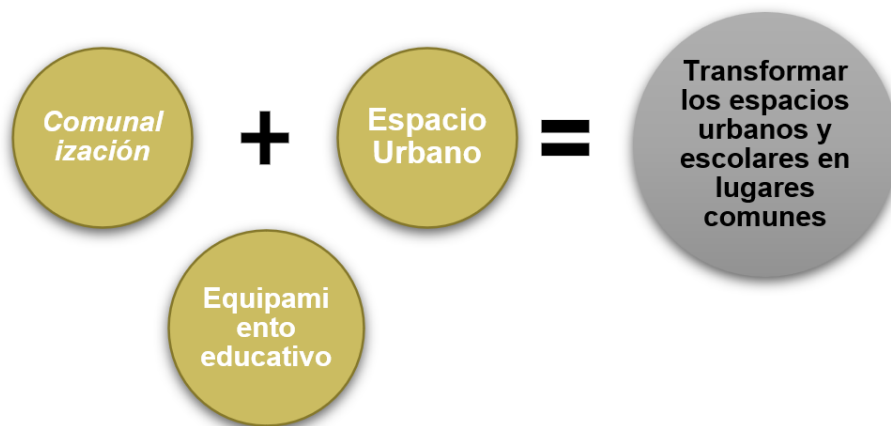 Comunal
ización
+
Espacio
Urbano
=
Transformar
los espacios
urbanos y
escolares en
lugares
comunes
Equipami
ento
educativo